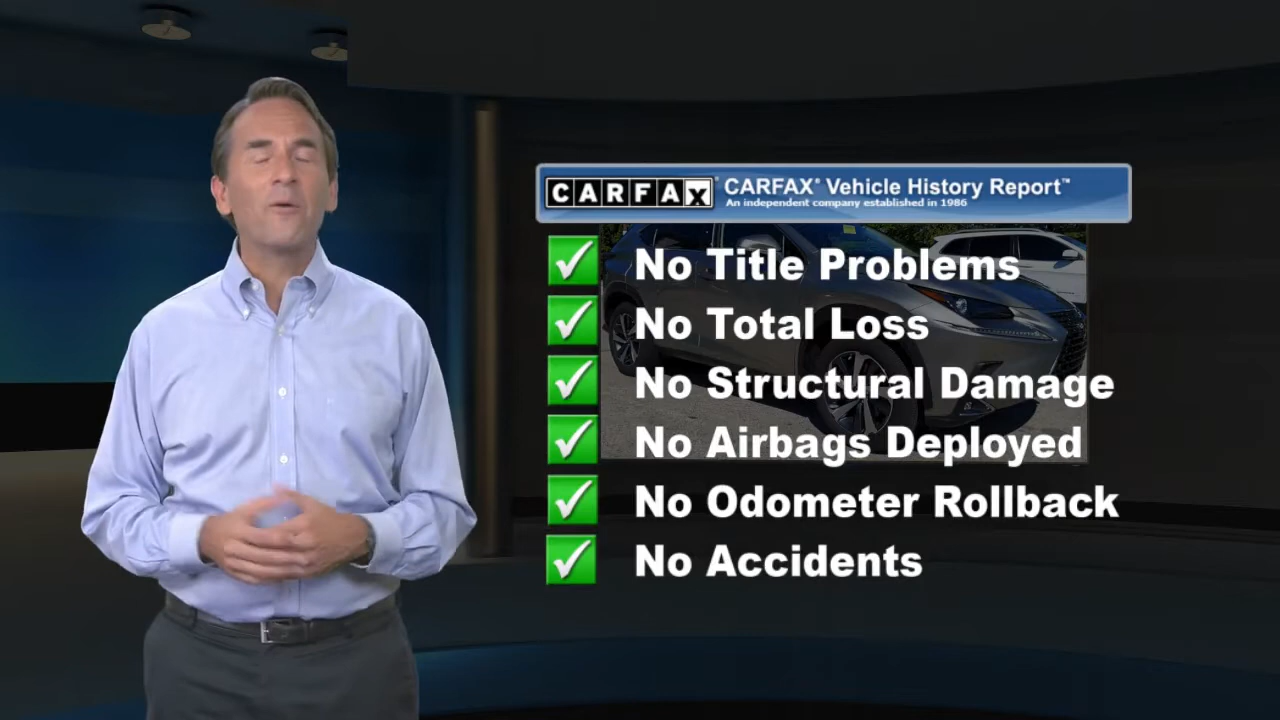 CARFAX® CARFAX® Vehicle History Report™
An independent company established in 1986
No Title Problems
No Total Loss
No Structural Damage
No Airbags Deployed
No Odometer Rollback
No Accidents